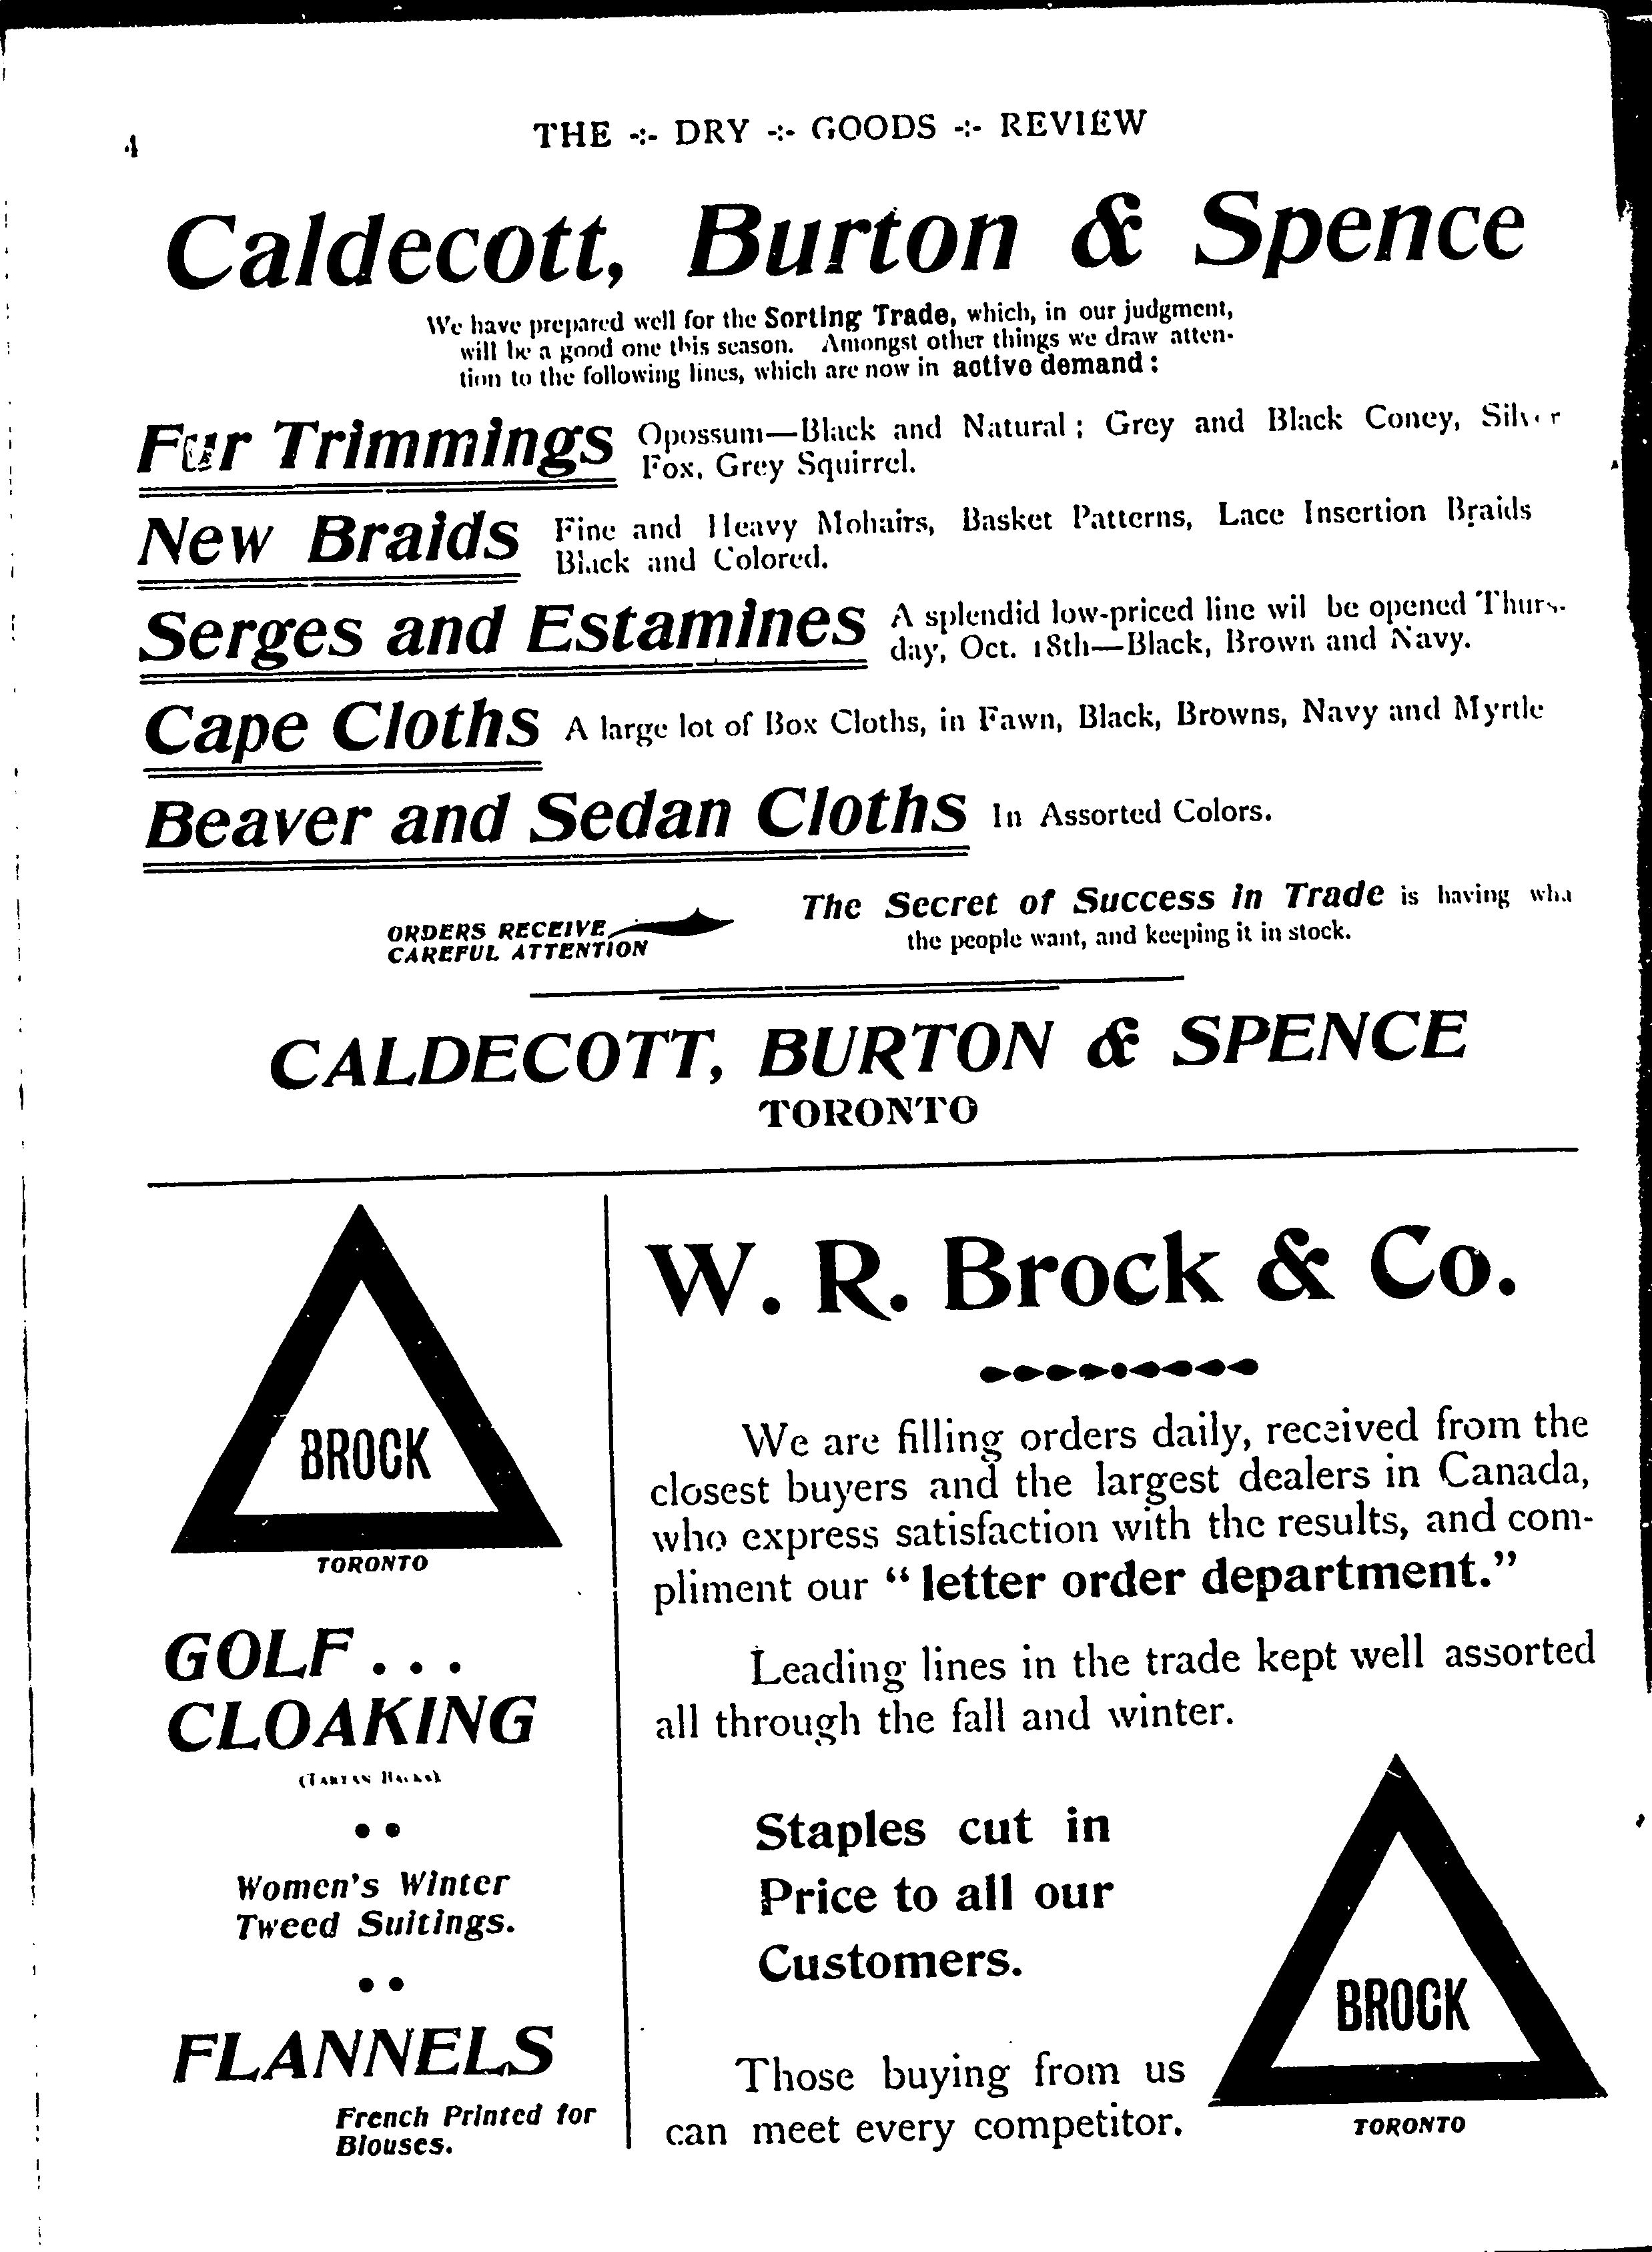 4
THE -:- DRY -:- GOODS -:- REVIEW
Caldecott, Burton & Spence
We have prepared well for the Sorting Trade, which, in our judgment,
will be a good one this season. Amongst other things we draw atten-
tion to the following lines, which are now in active demand:
Fur Trimmings
Opossum—Black and Natural; Grey and Black Coney, Silver
Fox, Grey Squirrel.
New Braids
Fine and Heavy Mohairs, Basket Patterns, Lace Insertion Braids
Black and Colored.
Serges and Estamines
A splendid low-priced line wil be opened Thurs-
day, Oct. 18th—Black, Brown and Navy.
Cape Cloths
A large lot of Box Cloths, in Fawn, Black, Browns, Navy and Myrtle
Beaver and Sedan Cloths
In Assorted Colors.
ORDERS RECEIVE
CAREFUL ATTENTION
The Secret of Success in Trade is having wha
the people want, and keeping it in stock.
CALDECOTT, BURTON & SPENCE
TORONTO
BROCK
TORONTO
GOLF . . .
CLOAKING
(TARTAN BACKS).
Women's Winter
Tweed Suitings.
FLANNELS
French Printed for
Blouses.
W. R. Brock & Co.
We are filling orders daily, received from the
closest buyers and the largest dealers in Canada,
who express satisfaction with the results, and com-
pliment our "letter order department."
Leading lines in the trade kept well assorted
all through the fall and winter.
Staples cut in
Price to all our
Customers.
Those buying from us
can meet every competitor.
BROCK
TORONTO